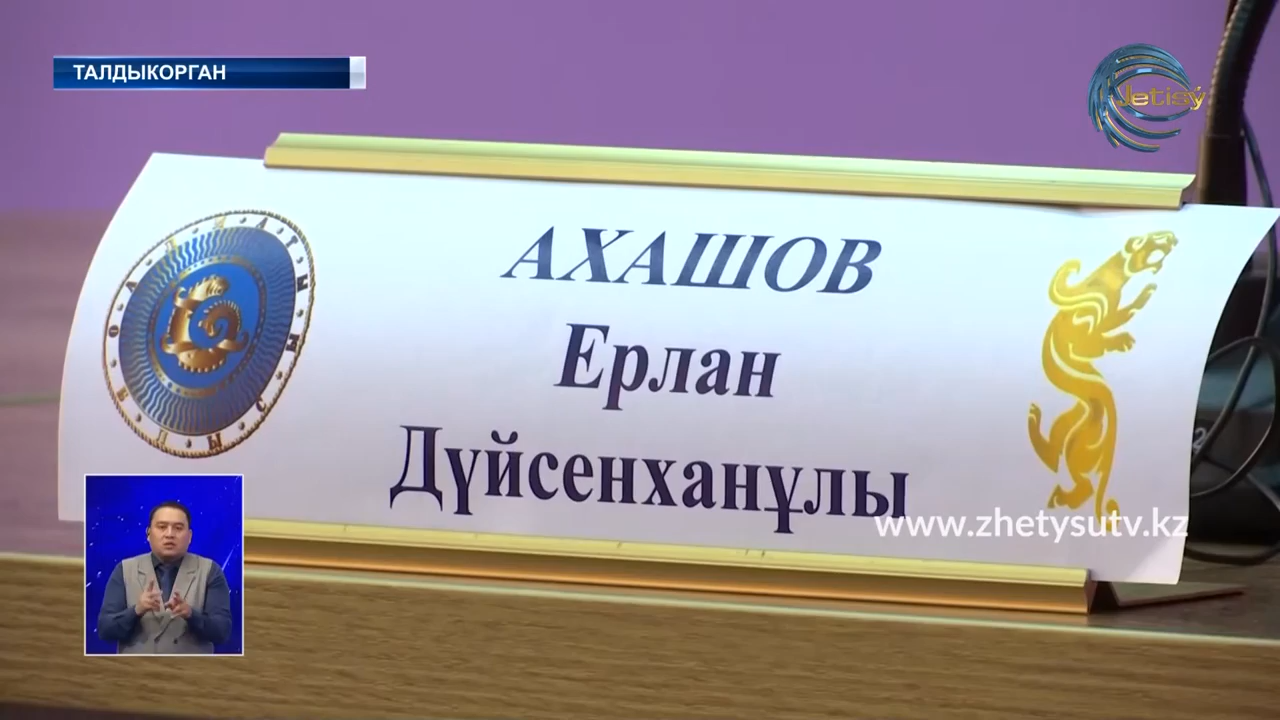 ТАЛДЫКОРГАН
Jetisý
АХАШОВ
Ерлан
Дүйсенханұлы
www.zhetysutv.kz